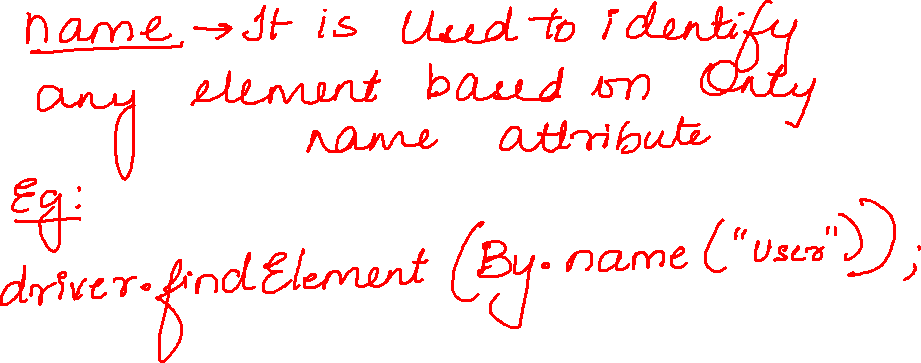 name → It is Used to identify
any element based on Only
name attribute
Eg:
driver.findElement(By.name("User"));